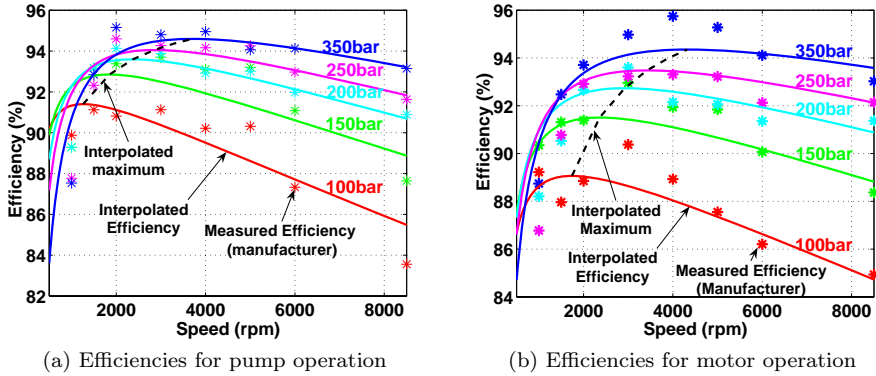 96
94
92
90
88
86
84
82
2000
4000
6000
8000
Speed (rpm)
Efficiency (%)
350bar
250bar
200bar
150bar
100bar
Interpolated
maximum
Interpolated
Efficiency
Measured Efficiency
(manufacturer)
(a) Efficiencies for pump operation
96
94
92
90
88
86
84
2000
4000
6000
8000
Speed (rpm)
Efficiency (%)
350bar
250bar
200bar
150bar
100bar
Interpolated
Maximum
Interpolated
Efficiency
Measured Efficiency
(Manufacturer)
(b) Efficiencies for motor operation